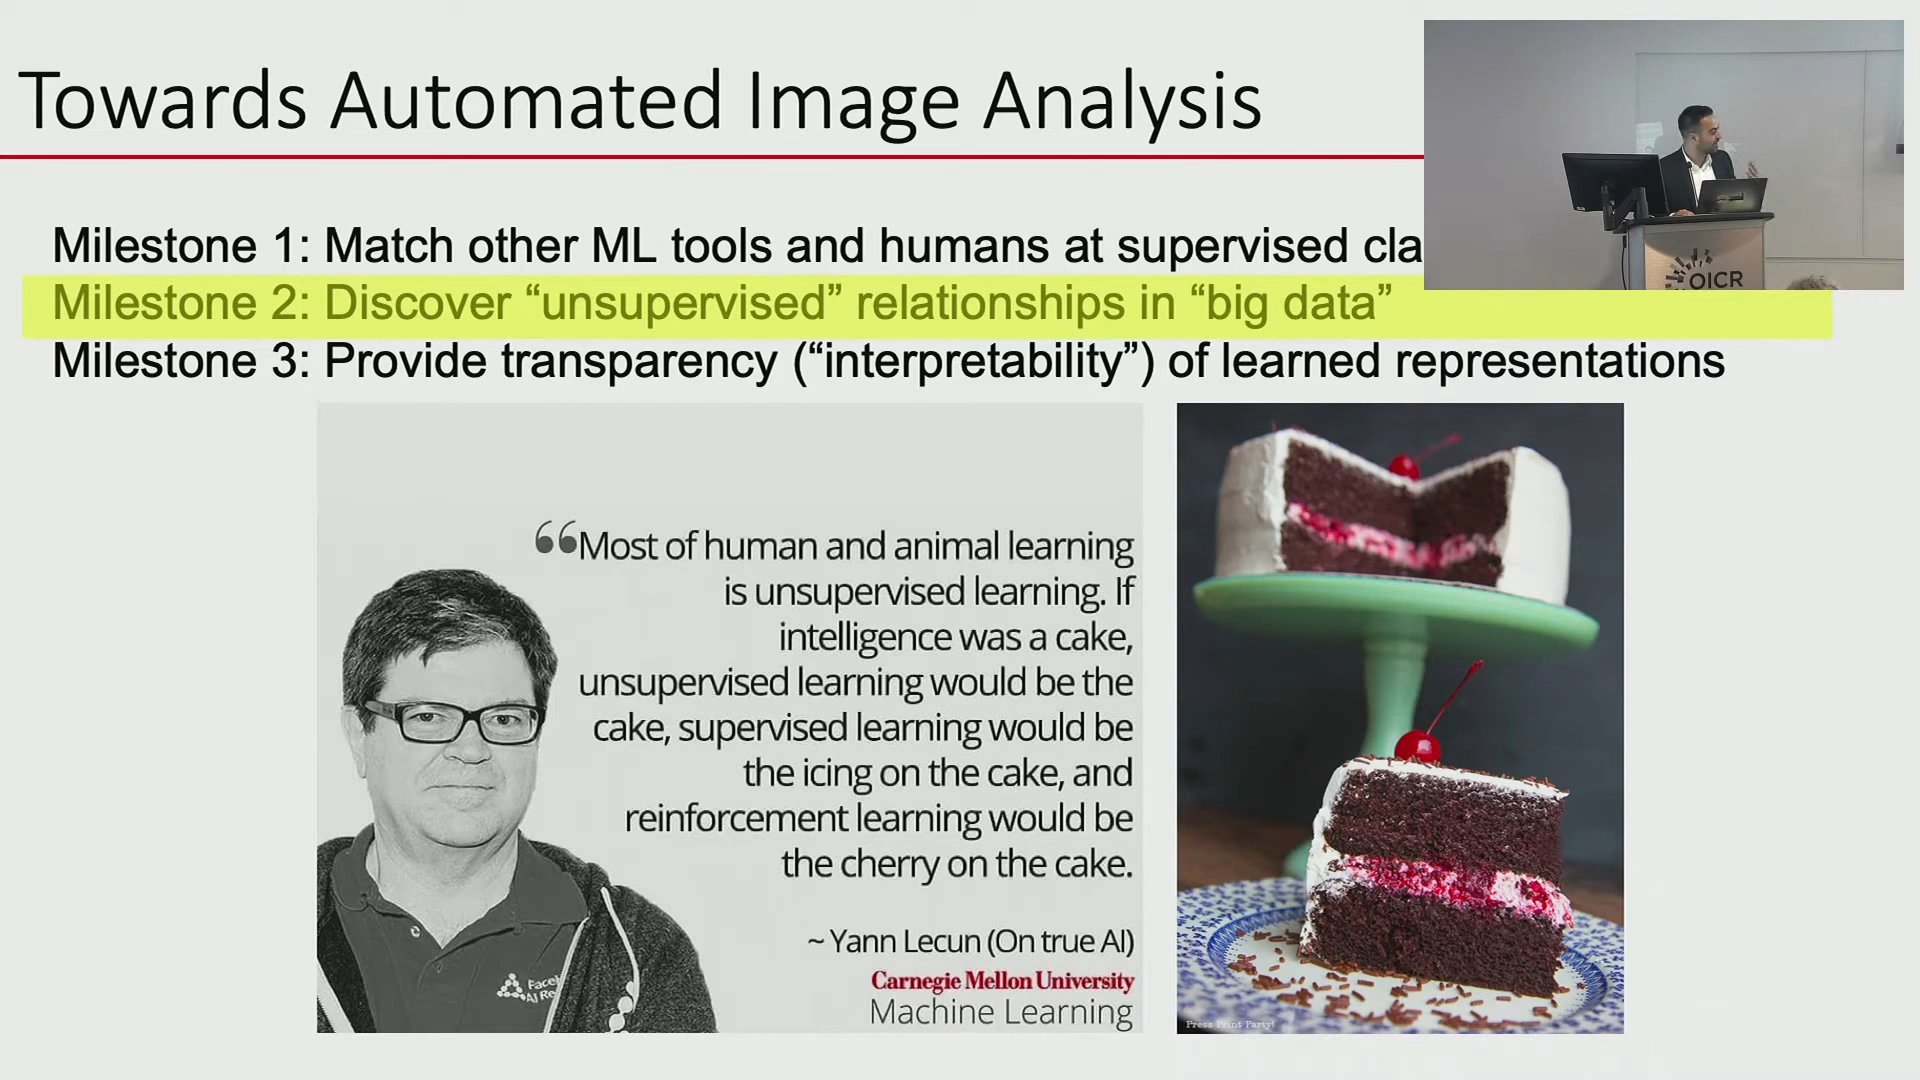 Towards Automated Image Analysis
Milestone 1: Match other ML tools and humans at supervised cla
Milestone 2: Discover “unsupervised” relationships in “big data”
Milestone 3: Provide transparency (“interpretability”) of learned representations
OICR
“Most of human and animal learning
is unsupervised learning. If
intelligence was a cake,
unsupervised learning would be the
cake, supervised learning would be
the icing on the cake, and
reinforcement learning would be
the cherry on the cake.
~ Yann Lecun (On true AI)
Carnegie Mellon University
Machine Learning
Press Print Party!